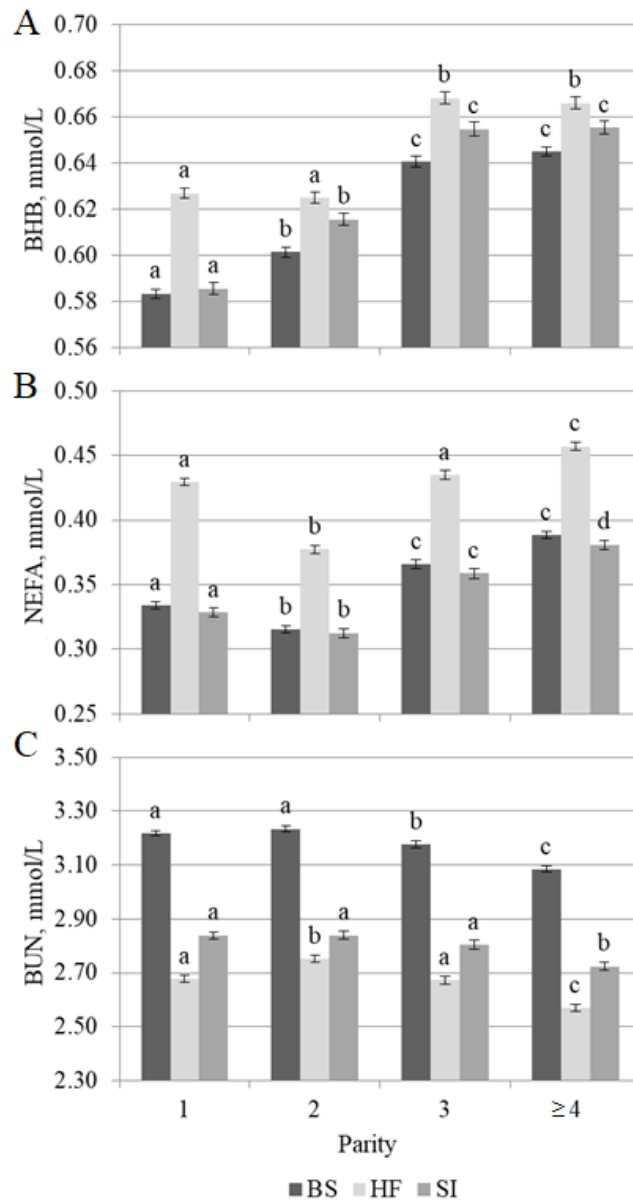 A
BHB, mmol/L
0.70
0.68
0.66
0.64
0.62
0.60
0.58
0.56
a a a
b a b
c b c
c b c
B
NEFA, mmol/L
0.50
0.45
0.40
0.35
0.30
0.25
a a a
b b b
c a c
c c d
C
BUN, mmol/L
3.50
3.30
3.10
2.90
2.70
2.50
2.30
a a a
a b a
b a a
c c b
1 2 3 ≥4
Parity
BS HF SI